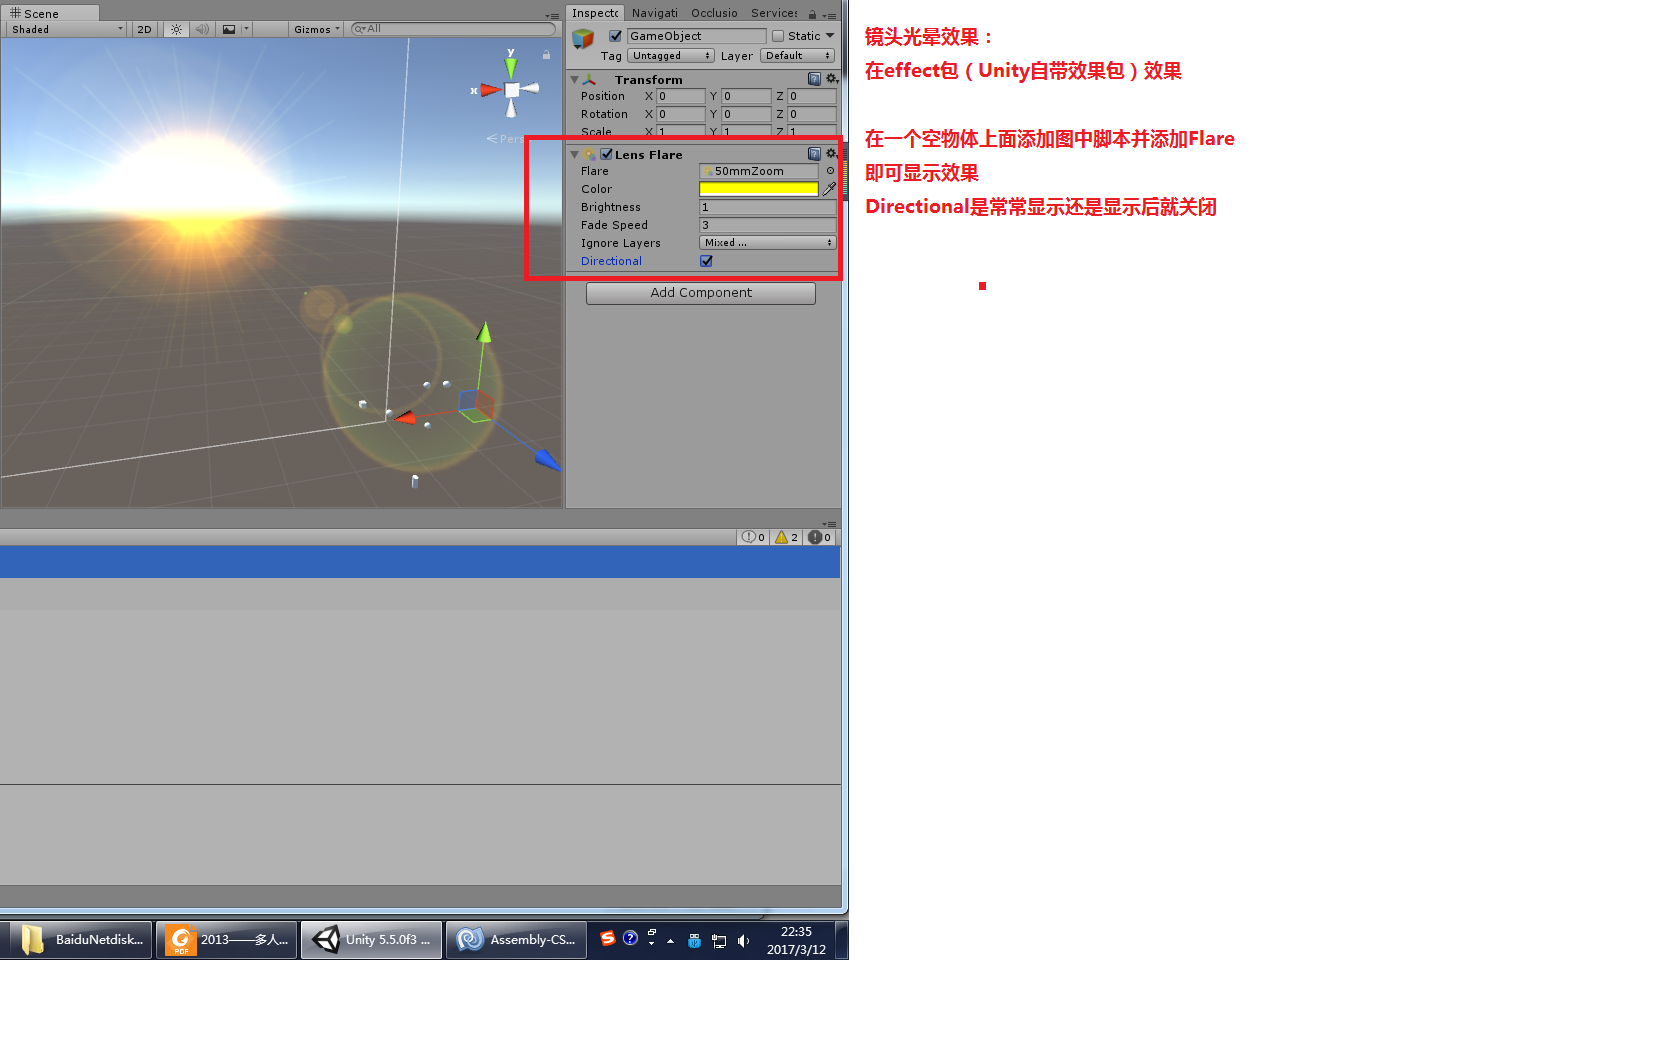 Scene
Shaded
2D
Gizmos
All
y
x
Pers
Inspecto
Navigati
Occlusio
Services
GameObject
Static
Tag
Untagged
Layer
Default
Transform
Position X 0 Y 0 Z 0
Rotation X 0 Y 0 Z 0
Scale X 1 Y 1 Z 1
Lens Flare
Flare 50mmZoom
Color
Brightness 1
Fade Speed 3
Ignore Layers Mixed ...
Directional
Add Component
0 2 0
镜头光晕效果：
在effect包（Unity自带效果包）效果
在一个空物体上面添加图中脚本并添加Flare
即可显示效果
Directional是常常显示还是显示后就关闭
BaiduNetdisk...
PDF
2013——多人...
Unity 5.5.0f3 ...
Assembly-CS...
22:35
2017/3/12